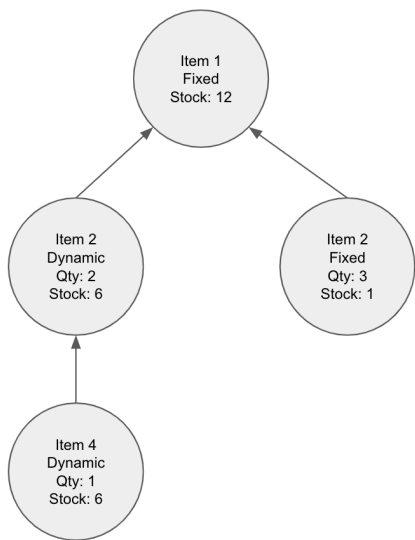 Item 1
Fixed
Stock: 12
Item 2
Dynamic
Qty: 2
Stock: 6
Item 2
Fixed
Qty: 3
Stock: 1
Item 4
Dynamic
Qty: 1
Stock: 6